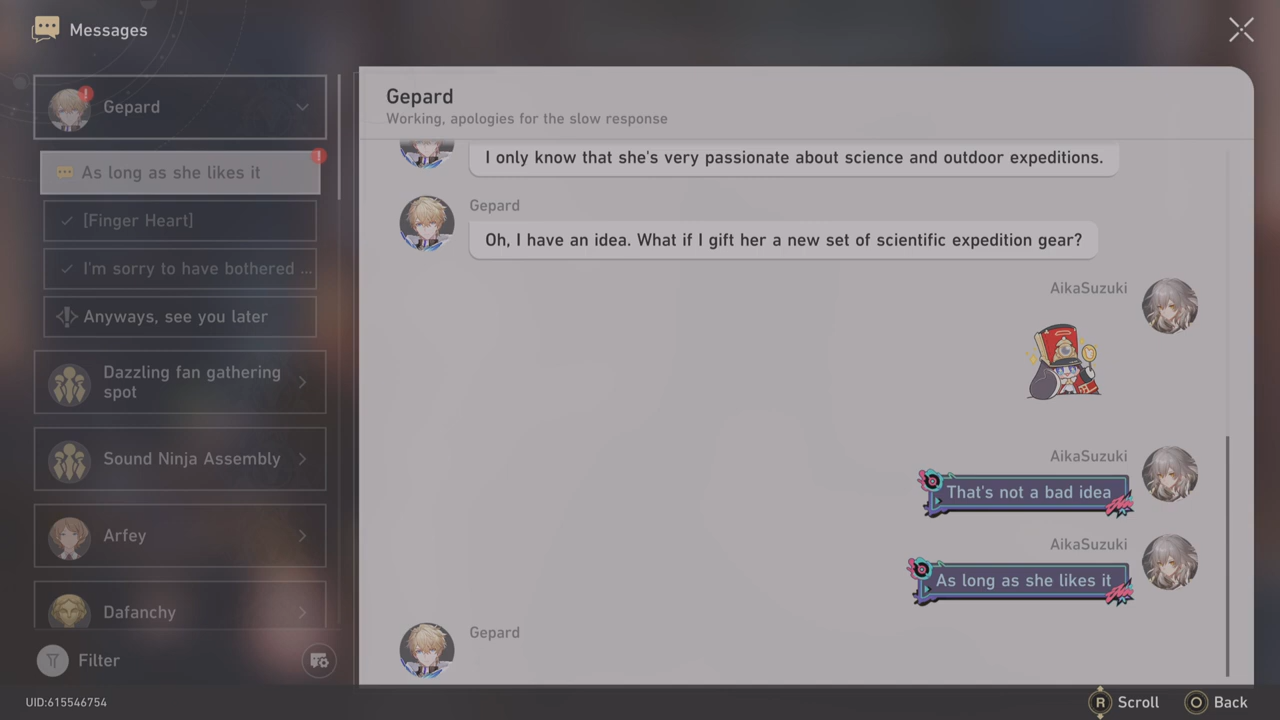 Messages
Gepard
As long as she likes it
[Finger Heart]
I'm sorry to have bothered ...
Anyways, see you later
Dazzling fan gathering
spot
Sound Ninja Assembly
Arfey
Dafanchy
Filter
Gepard
Working, apologies for the slow response
I only know that she's very passionate about science and outdoor expeditions.
Gepard
Oh, I have an idea. What if I gift her a new set of scientific expedition gear?
AikaSuzuki
AikaSuzuki
That's not a bad idea
AikaSuzuki
As long as she likes it
Gepard
UID:615546754
R Scroll
Back